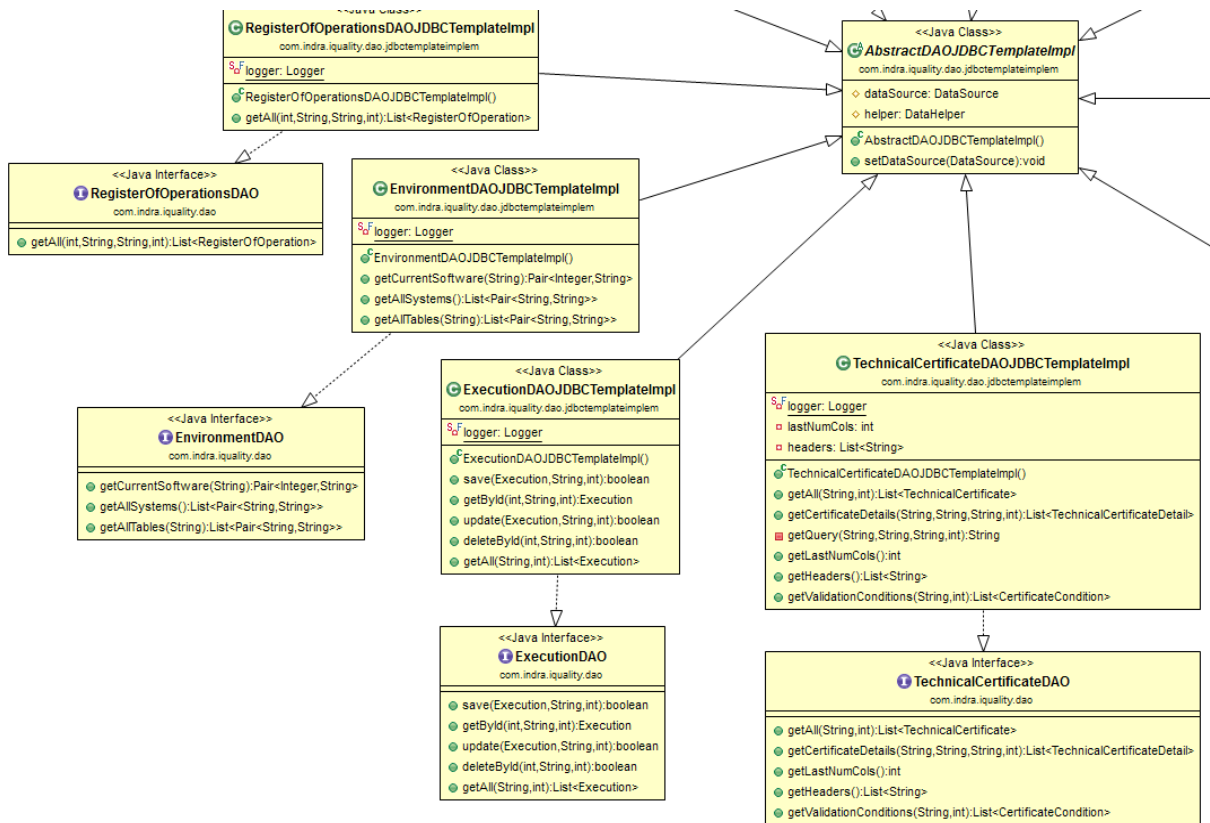 RegisterOfOperationsDAOJDBCTemplateImpl
com.indra.iquality.dao.jdbctemplateimplem
logger: Logger
RegisterOfOperationsDAOJDBCTemplateImpl()
getAll(int,String,String,int):List<RegisterOfOperation>
<<Java Class>>
AbstractDAOJDBCTemplateImpl
com.indra.iquality.dao.jdbctemplateimplem
dataSource: DataSource
helper: DataHelper
AbstractDAOJDBCTemplateImpl()
setDataSource(DataSource):void
<<Java Interface>>
RegisterOfOperationsDAO
com.indra.iquality.dao
getAll(int,String,String,int):List<RegisterOfOperation>
<<Java Class>>
EnvironmentDAOJDBCTemplateImpl
com.indra.iquality.dao.jdbctemplateimplem
logger: Logger
EnvironmentDAOJDBCTemplateImpl()
getCurrentSoftware(String):Pair<Integer,String>
getAllSystems():List<Pair<String,String>>
getAllTables(String):List<Pair<String,String>>
<<Java Interface>>
EnvironmentDAO
com.indra.iquality.dao
getCurrentSoftware(String):Pair<Integer,String>
getAllSystems():List<Pair<String,String>>
getAllTables(String):List<Pair<String,String>>
<<Java Class>>
ExecutionDAOJDBCTemplateImpl
com.indra.iquality.dao.jdbctemplateimplem
logger: Logger
ExecutionDAOJDBCTemplateImpl()
save(Execution,String,int):boolean
getById(int,String,int):Execution
update(Execution,String,int):boolean
deleteById(int,String,int):boolean
getAll(String,int):List<Execution>
<<Java Class>>
TechnicalCertificateDAOJDBCTemplateImpl
com.indra.iquality.dao.jdbctemplateimplem
logger: Logger
lastNumCols: int
headers: List<String>
TechnicalCertificateDAOJDBCTemplateImpl()
getAll(String,int):List<TechnicalCertificate>
getCertificateDetails(String,String,String,int):List<TechnicalCertificateDetail>
getQuery(String,String,String,int):String
getLastNumCols():int
getHeaders():List<String>
getValidationConditions(String,int):List<CertificateCondition>
<<Java Interface>>
ExecutionDAO
com.indra.iquality.dao
save(Execution,String,int):boolean
getById(int,String,int):Execution
update(Execution,String,int):boolean
deleteById(int,String,int):boolean
getAll(String,int):List<Execution>
<<Java Interface>>
TechnicalCertificateDAO
com.indra.iquality.dao
getAll(String,int):List<TechnicalCertificate>
getCertificateDetails(String,String,String,int):List<TechnicalCertificateDetail>
getLastNumCols():int
getHeaders():List<String>
getValidationConditions(String,int):List<CertificateCondition>